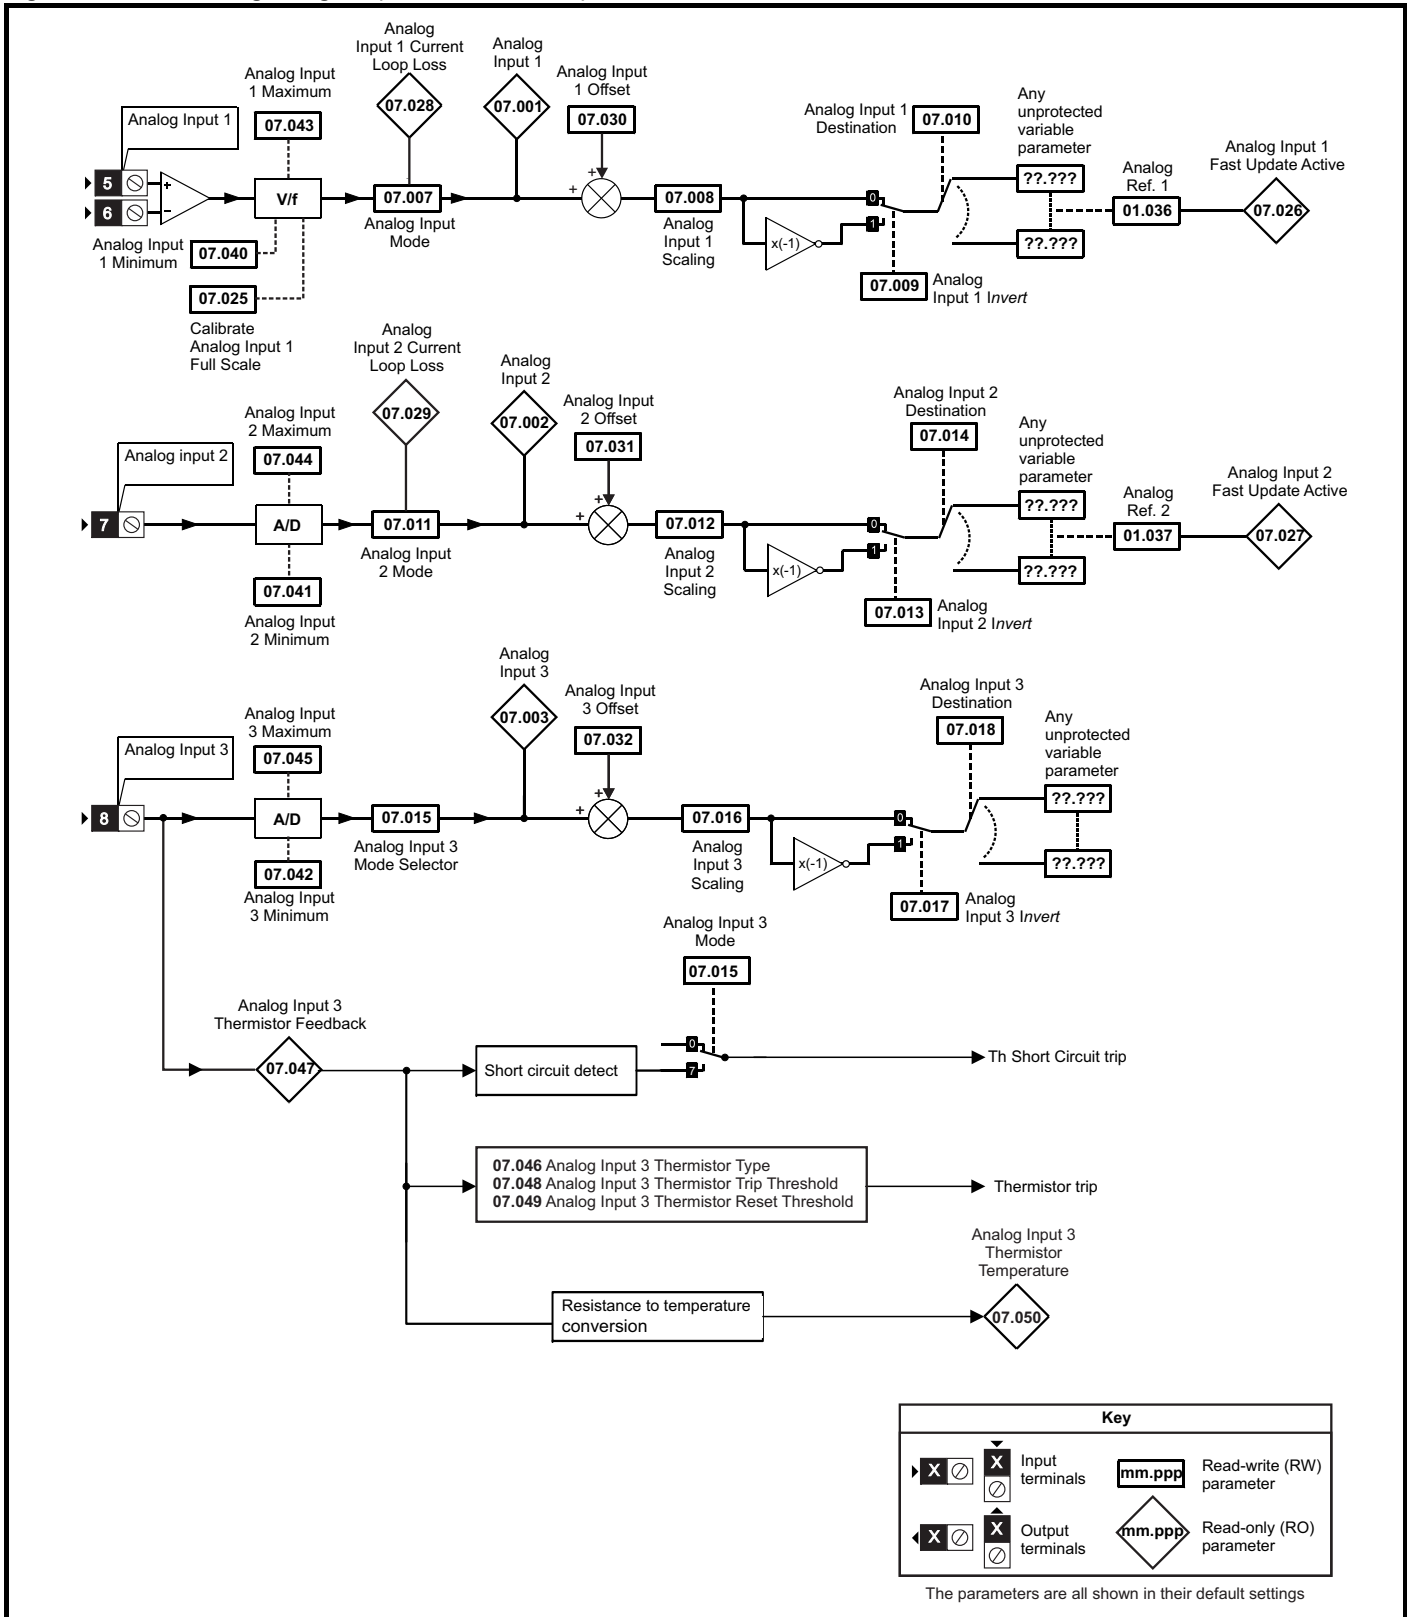 Analog
Input 1 Current
Loop Loss
07.028
Analog
Input 1
07.001
Analog Input
1 Maximum
07.043
Analog Input
1 Offset
07.030
Analog Input 1
5
6
+
−
V/f
07.007
Analog Input
Mode
Analog Input
1 Minimum
07.040
07.025
Calibrate
Analog Input 1
Full Scale
+
+
07.008
Analog
Input 1
Scaling
x(-1)
Analog Input 1
Destination
07.010
0
1
07.009
Analog
Input 1 Invert
Any
unprotected
variable
parameter
??.???
??.???
Analog
Ref. 1
01.036
Analog Input 1
Fast Update Active
07.026
Analog
Input 2 Current
Loop Loss
07.029
Analog
Input 2
07.002
Analog Input
2 Maximum
07.044
Analog Input
2 Offset
07.031
Analog input 2
7
A/D
07.011
Analog Input
2 Mode
07.041
Analog Input
2 Minimum
+
+
07.012
Analog
Input 2
Scaling
x(-1)
Analog Input 2
Destination
07.014
0
1
07.013
Analog
Input 2 Invert
Any
unprotected
variable
parameter
??.???
??.???
Analog
Ref. 2
01.037
Analog Input 2
Fast Update Active
07.027
Analog
Input 3
07.003
Analog Input
3 Maximum
07.045
Analog Input
3 Offset
07.032
Analog Input 3
8
A/D
07.015
Analog Input 3
Mode Selector
07.042
Analog Input
3 Minimum
+
+
07.016
Analog
Input 3
Scaling
x(-1)
Analog Input 3
Destination
07.018
0
1
07.017
Analog
Input 3 Invert
Any
unprotected
variable
parameter
??.???
??.???
Analog Input 3
Mode
07.015
Analog Input 3
Thermistor Feedback
07.047
Short circuit detect
0
7
Th Short Circuit trip
07.046 Analog Input 3 Thermistor Type
07.048 Analog Input 3 Thermistor Trip Threshold
07.049 Analog Input 3 Thermistor Reset Threshold
Thermistor trip
Analog Input 3
Thermistor
Temperature
Resistance to temperature
conversion
07.050
Key
X
X
Input
terminals
mm.ppp
Read-write (RW)
parameter
X
X
Output
terminals
mm.ppp
Read-only (RO)
parameter
The parameters are all shown in their default settings